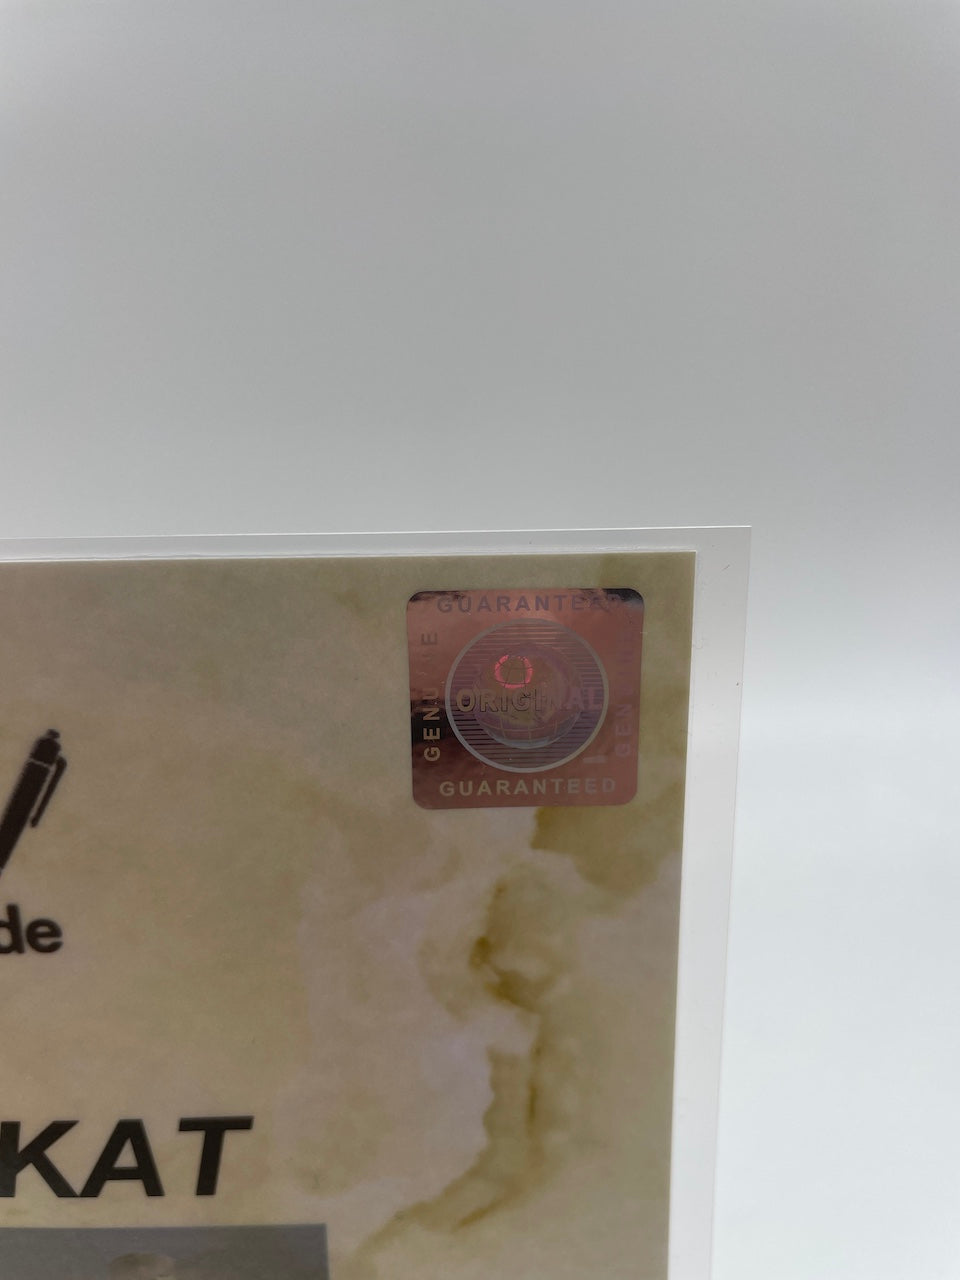 GUARANTEED
GENUINE
ORIGINAL
GENUINE
GUARANTEED
de
KAT